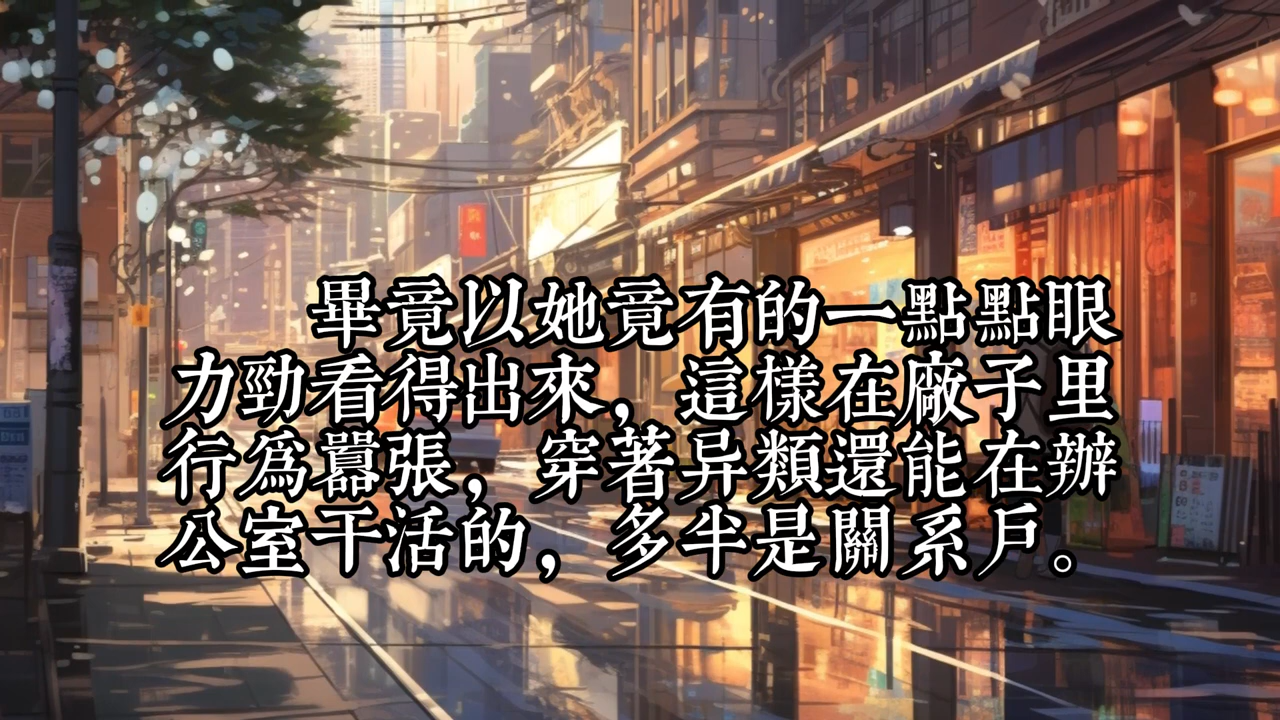 畢竟以她竟有的一點點眼
力勁看得出來，這樣在廠子里
行爲囂張，穿著异類還能在辦
公室干活的，多半是關系戶。